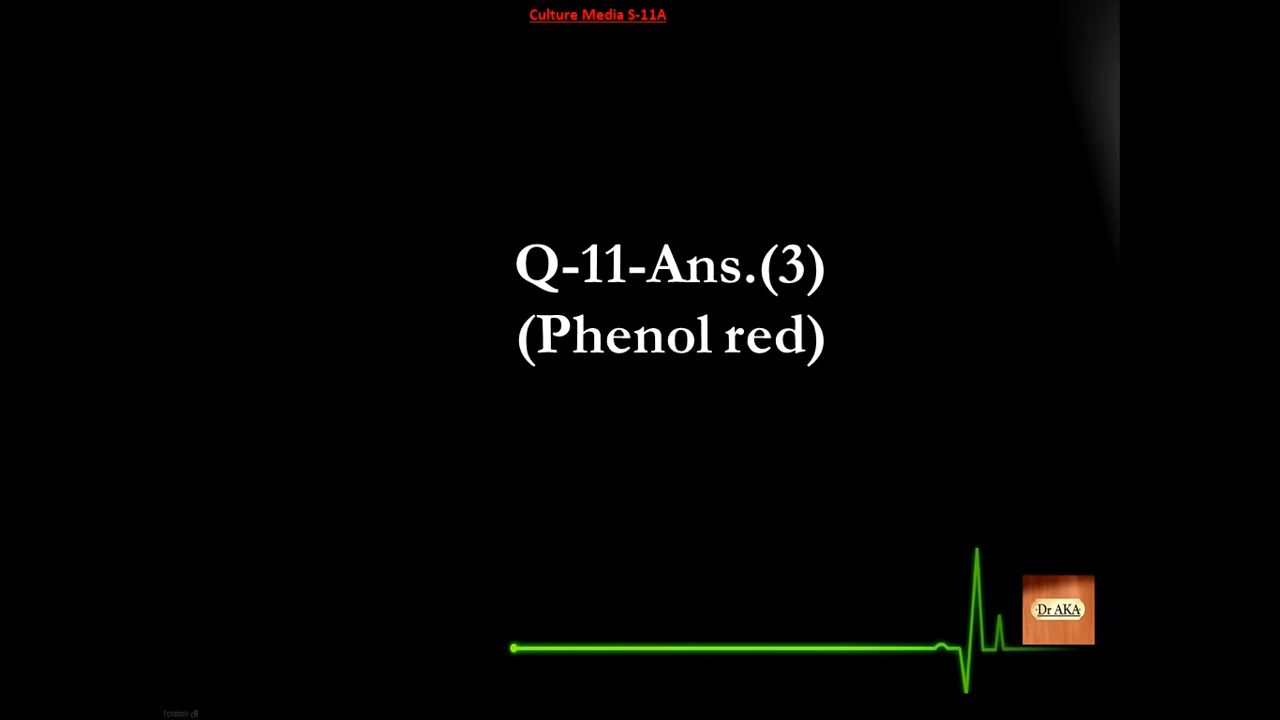 Culture Media S-11A
Q-11-Ans.(3)
(Phenol red)
Dr AKA